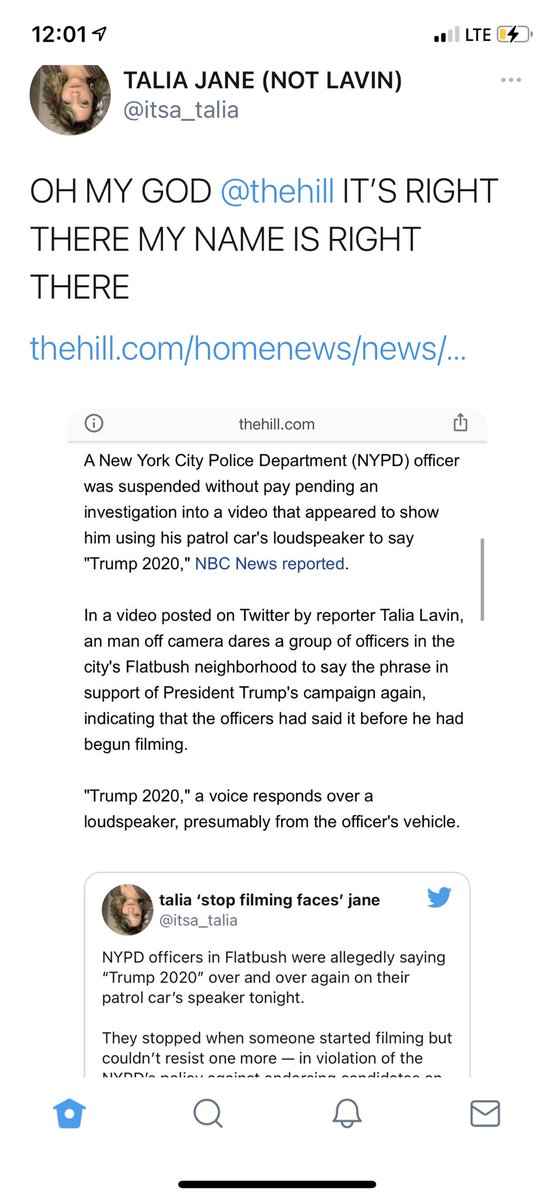 12:01
LTE
TALIA JANE (NOT LAVIN)
@itsa_talia
OH MY GOD @thehill IT'S RIGHT
THERE MY NAME IS RIGHT
THERE
thehill.com/homenews/news/...
thehill.com
A New York City Police Department (NYPD) officer
was suspended without pay pending an
investigation into a video that appeared to show
him using his patrol car's loudspeaker to say
"Trump 2020," NBC News reported.
In a video posted on Twitter by reporter Talia Lavin,
an man off camera dares a group of officers in the
city's Flatbush neighborhood to say the phrase in
support of President Trump's campaign again,
indicating that the officers had said it before he had
begun filming.
"Trump 2020," a voice responds over a
loudspeaker, presumably from the officer's vehicle.
talia ‘stop filming faces’ jane
@itsa_talia
NYPD officers in Flatbush were allegedly saying
“Trump 2020” over and over again on their
patrol car’s speaker tonight.
They stopped when someone started filming but
couldn’t resist one more — in violation of the
NYPD's policy against endorsing candidates on